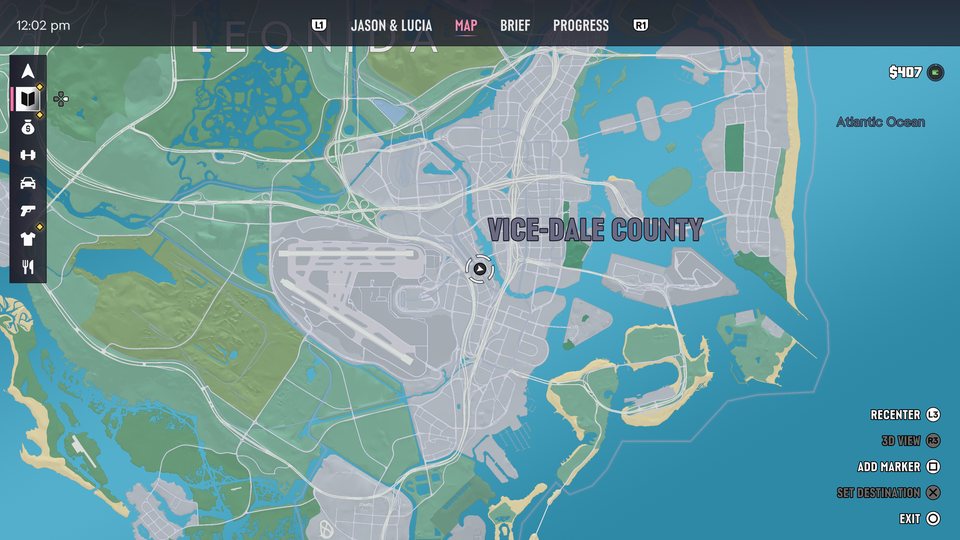 12:02 pm
L1
JASON & LUCIA
MAP
BRIEF
PROGRESS
R1
LEONIDA
$407
Atlantic Ocean
VICE-DALE COUNTY
RECENTER L3
3D VIEW R3
ADD MARKER
SET DESTINATION
EXIT